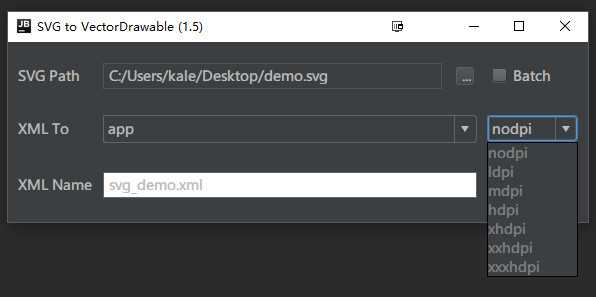 JB SVG to VectorDrawable (1.5)
SVG Path C:/Users/kale/Desktop/demo.svg ... Batch
XML To app nodpi
nodpi
ldpi
mdpi
hdpi
xhdpi
xxhdpi
xxxhdpi
XML Name svg_demo.xml